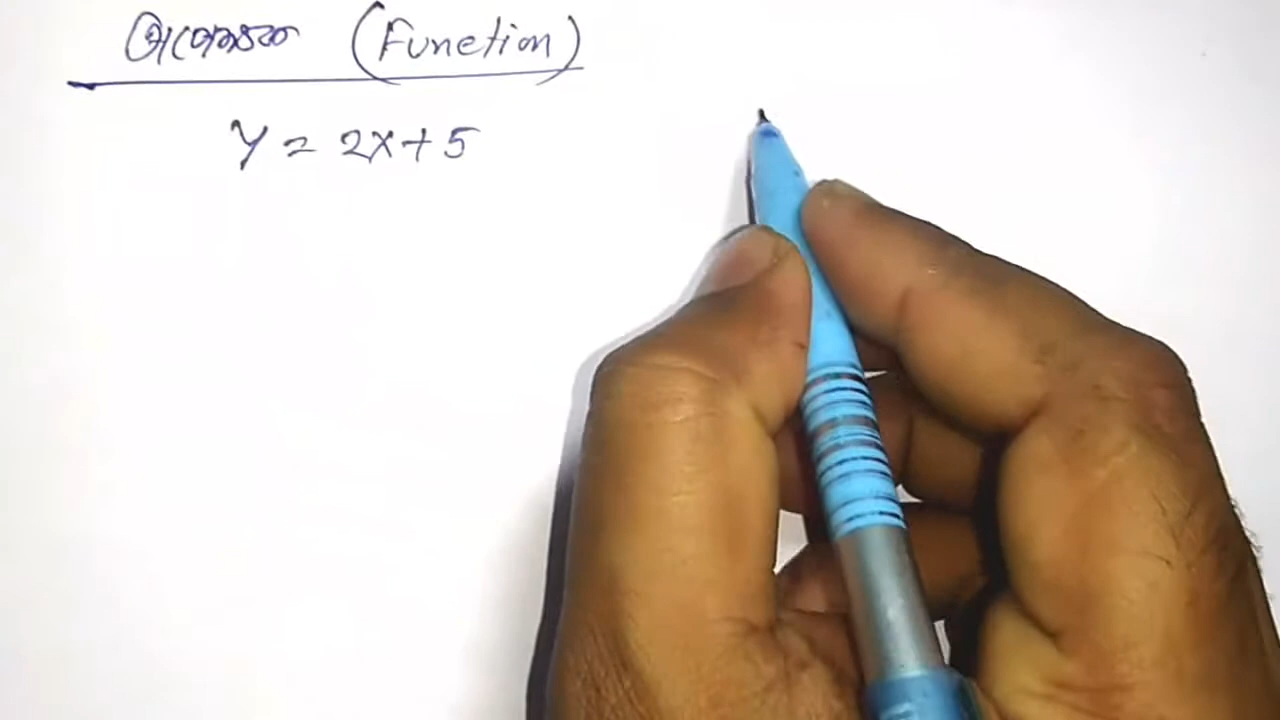 অপেক্ষক (Function)
y = 2x + 5